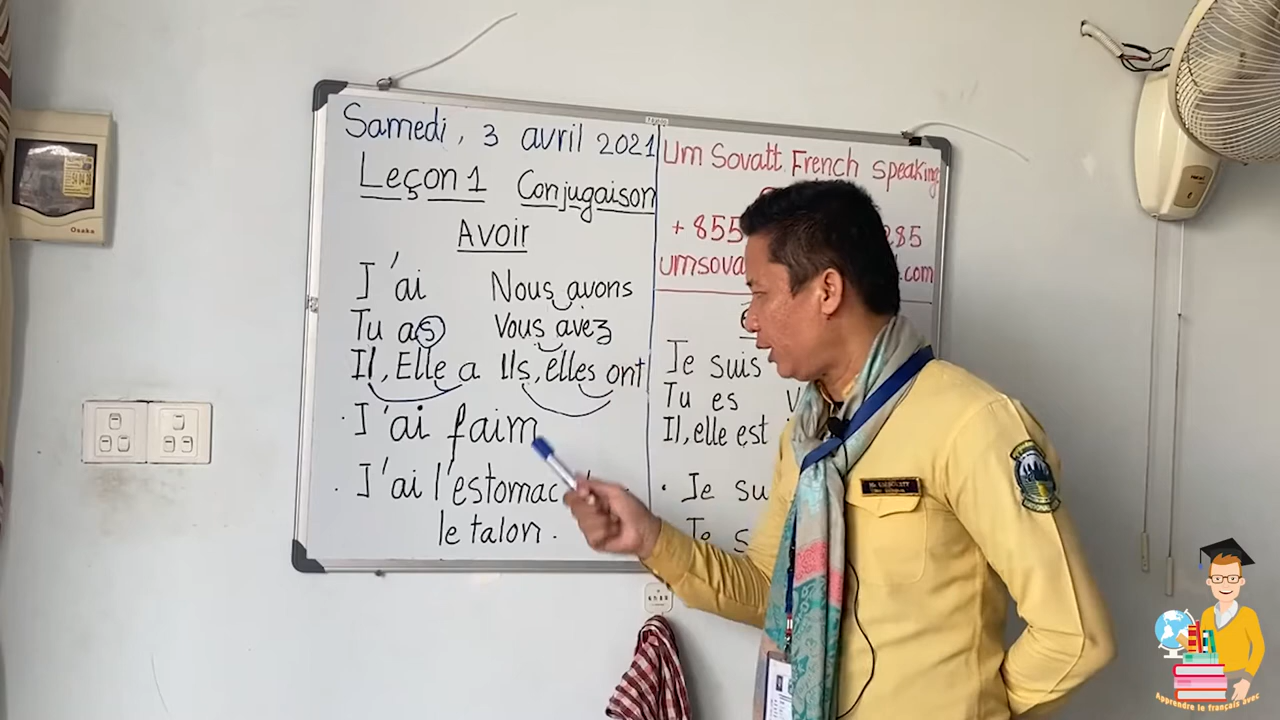 Samedi, 3 avril 2021
Leçon 1 Conjugaison
Avoir
J'ai Nous avons
Tu as Vous avez
Il, Elle a Ils, elles ont
J'ai faim
J'ai l'estomac
le talon.
Um Sovatt French speaking
+ 855 285
umsova .com
Je suis
Tu es V
Il, elle est
Je su
Je s
Osaka
Apprendre le français avec